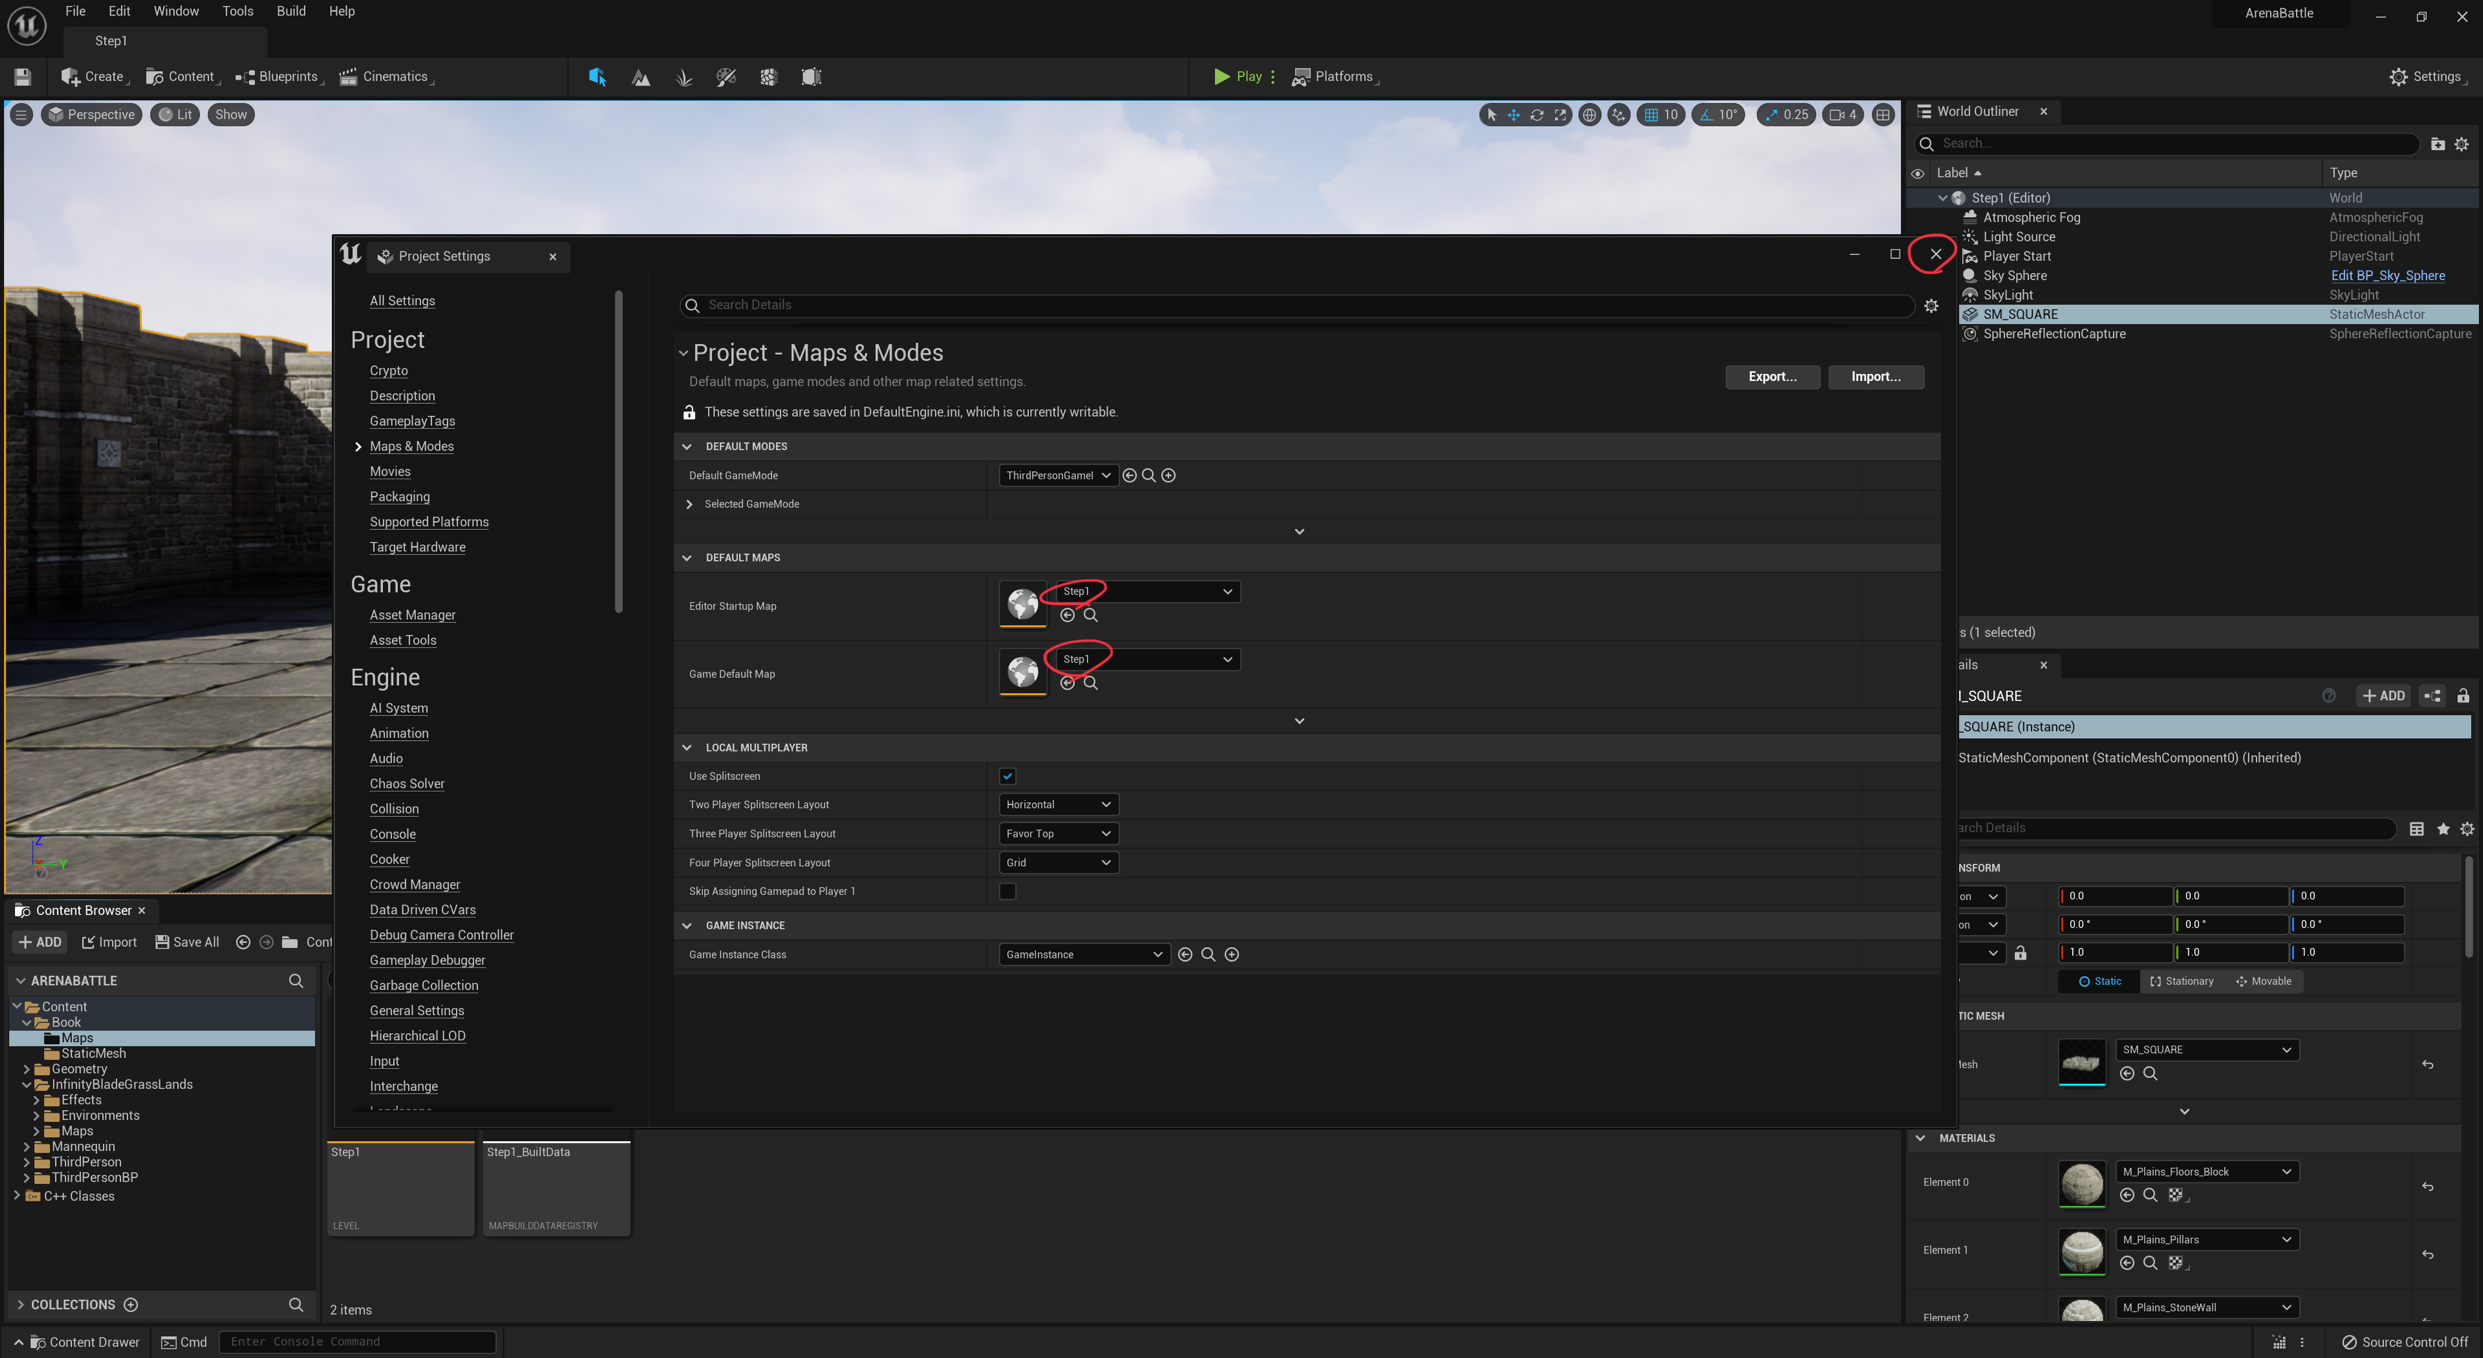 File Edit Window Tools Build Help
ArenaBattle
Step1
Create Content Blueprints Cinematics Play Platforms Settings
Perspective Lit Show 10 10° 0.25 4
World Outliner
Search...
Label Type
Step1 (Editor) World
Atmospheric Fog AtmosphericFog
Light Source DirectionalLight
Player Start PlayerStart
Sky Sphere Edit BP_Sky_Sphere
SkyLight SkyLight
SM_SQUARE StaticMeshActor
SphereReflectionCapture SphereReflectionCapture
s (1 selected)
Project Settings
All Settings
Project
Crypto
Description
GameplayTags
Maps & Modes
Movies
Packaging
Supported Platforms
Target Hardware
Game
Asset Manager
Asset Tools
Engine
AI System
Animation
Audio
Chaos Solver
Collision
Console
Cooker
Crowd Manager
Data Driven CVars
Debug Camera Controller
Gameplay Debugger
Garbage Collection
General Settings
Hierarchical LOD
Input
Interchange
Search Details
Project - Maps & Modes
Default maps, game modes and other map related settings.
Export... Import...
These settings are saved in DefaultEngine.ini, which is currently writable.
DEFAULT MODES
Default GameMode ThirdPersonGameI
Selected GameMode
DEFAULT MAPS
Editor Startup Map Step1
Game Default Map Step1
LOCAL MULTIPLAYER
Use Splitscreen
Two Player Splitscreen Layout Horizontal
Three Player Splitscreen Layout Favor Top
Four Player Splitscreen Layout Grid
Skip Assigning Gamepad to Player 1
GAME INSTANCE
Game Instance Class GameInstance
ails
_SQUARE ADD
_SQUARE (Instance)
StaticMeshComponent (StaticMeshComponent0) (Inherited)
arch Details
NSFORM
on 0.0 0.0 0.0
on 0.0 ° 0.0 ° 0.0 °
1.0 1.0 1.0
Static Stationary Movable
TIC MESH
Mesh SM_SQUARE
MATERIALS
Element 0 M_Plains_Floors_Block
Element 1 M_Plains_Pillars
Element 2 M_Plains_StoneWall
Content Browser
ADD Import Save All Cont
ARENABATTLE
Content
Book
Maps
StaticMesh
Geometry
InfinityBladeGrassLands
Effects
Environments
Maps
Mannequin
ThirdPerson
ThirdPersonBP
C++ Classes
COLLECTIONS
Step1
LEVEL
Step1_BuiltData
MAPBUILDDATAREGISTRY
2 items
Content Drawer Cmd Enter Console Command Source Control Off